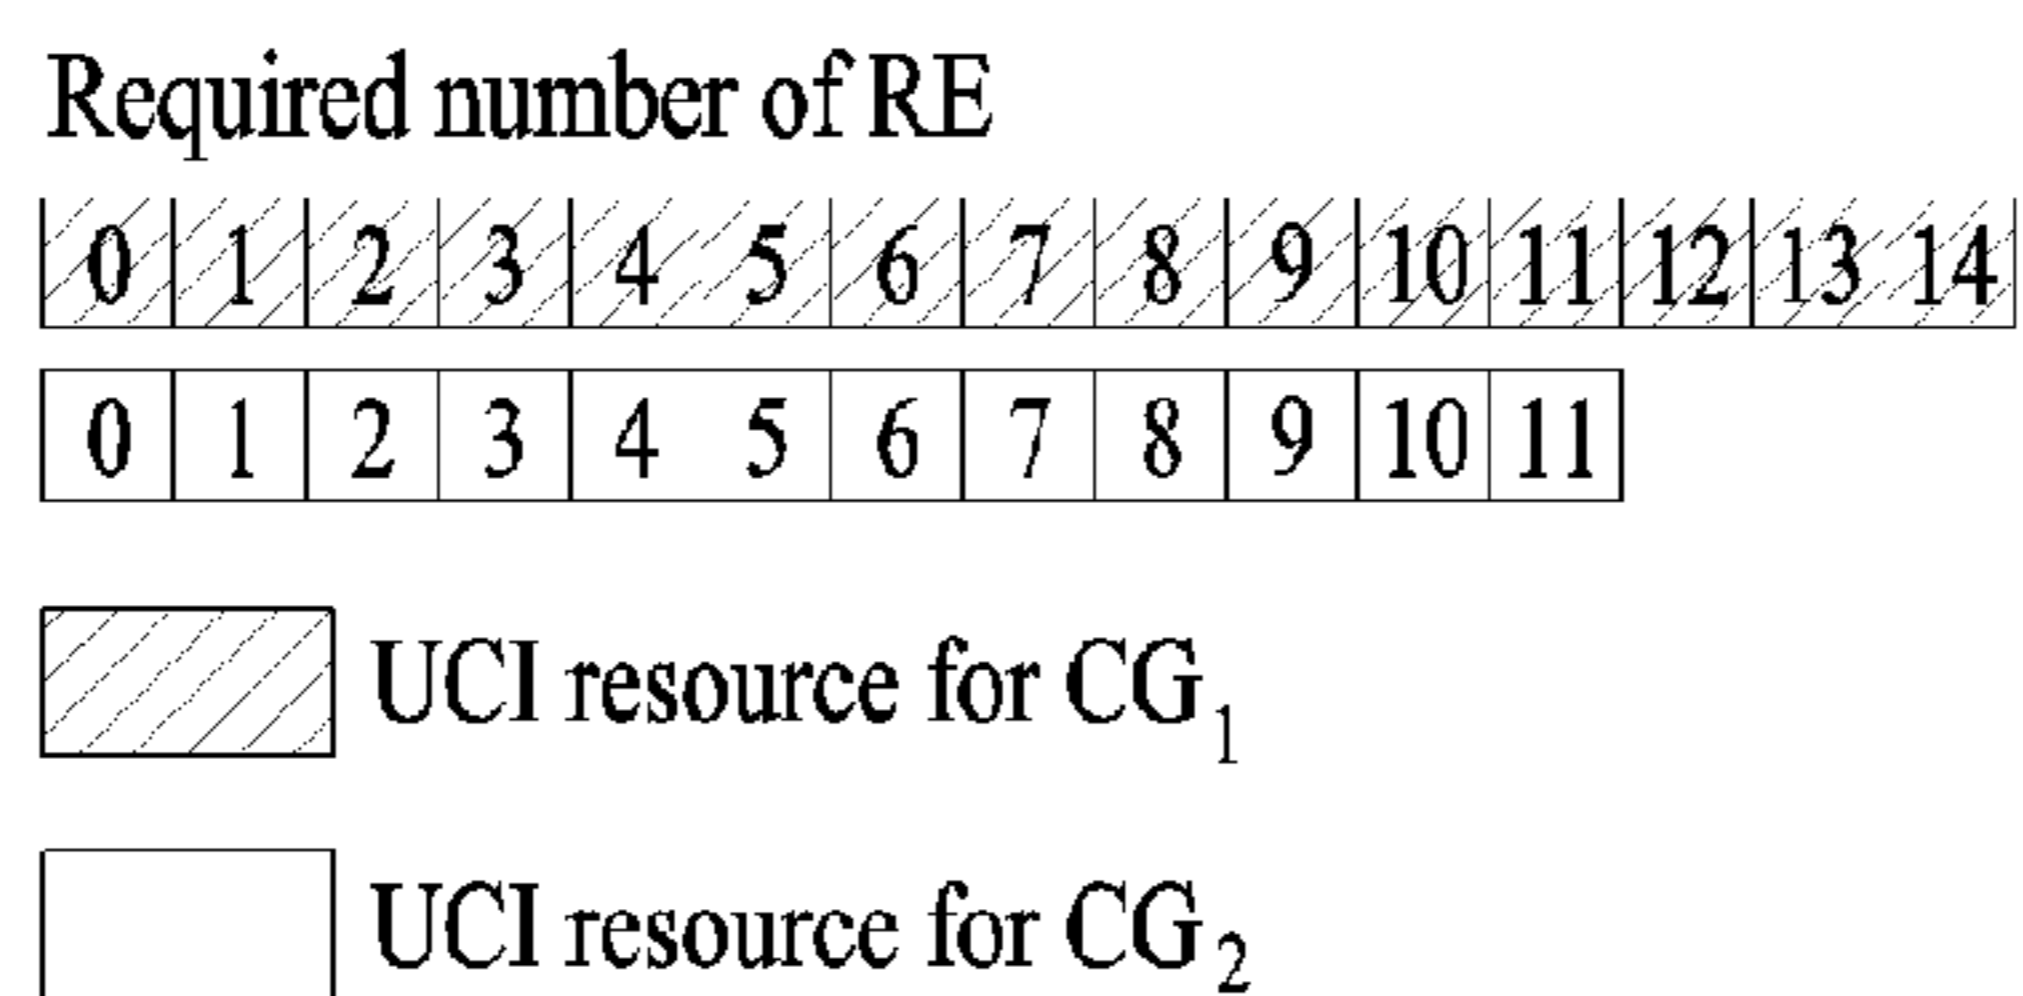 Required number of RE
0 1 2 3 4 5 6 7 8 9 10 11 12 13 14
0 1 2 3 4 5 6 7 8 9 10 11
UCI resource for CG1
UCI resource for CG2